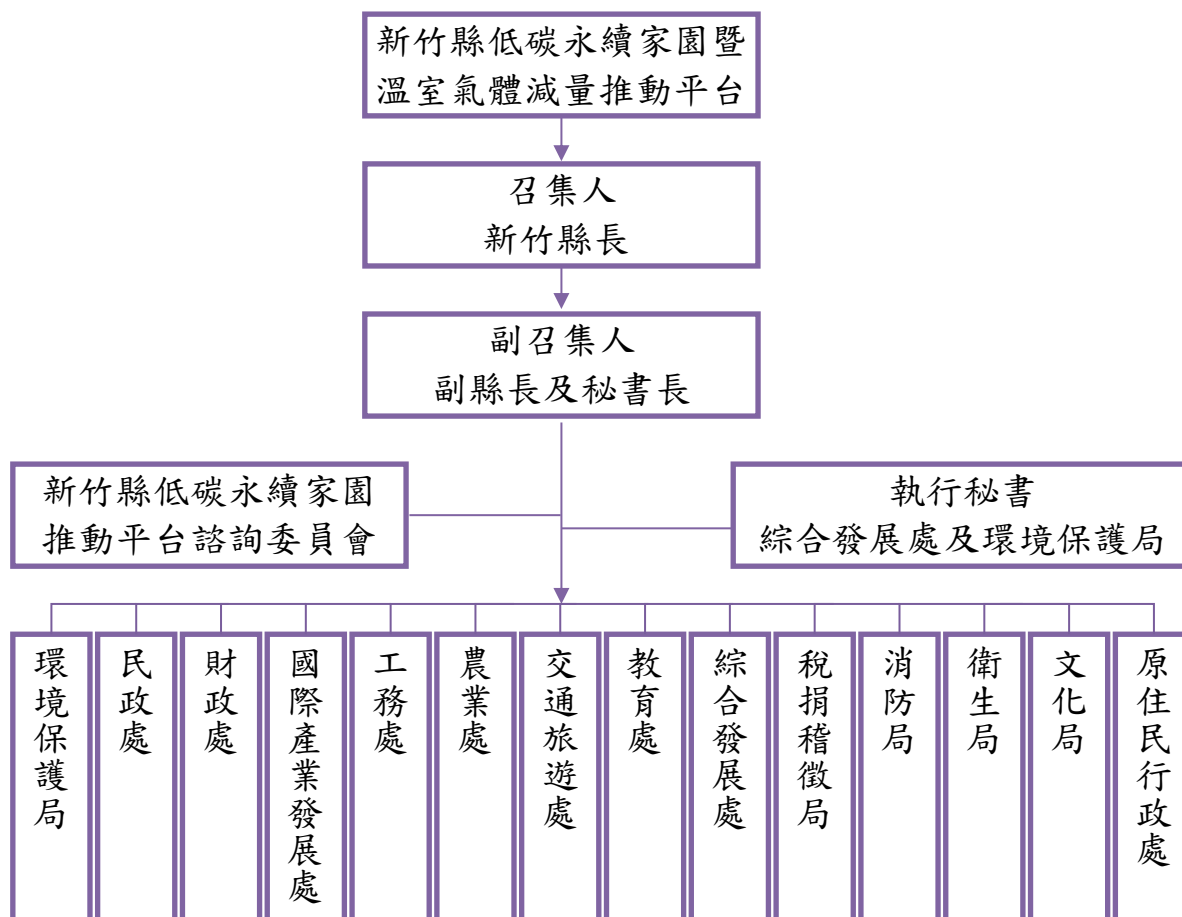 新竹縣低碳永續家園暨
溫室氣體減量推動平台
召集人
新竹縣長
副召集人
副縣長及秘書長
新竹縣低碳永續家園
推動平台諮詢委員會
執行秘書
綜合發展處及環境保護局
環境保護局
民政處
財政處
國際產業發展處
工務處
農業處
交通旅遊處
教育處
綜合發展處
稅捐稽徵局
消防局
衛生局
文化局
原住民行政處